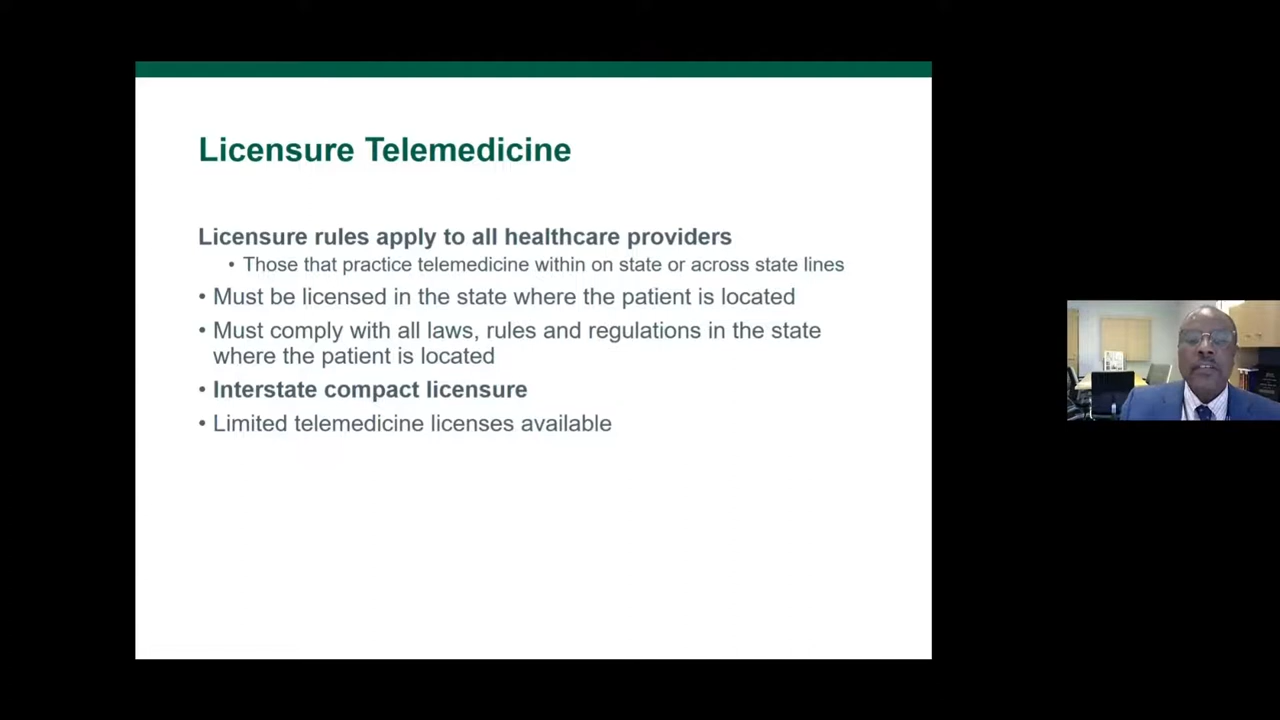 Licensure Telemedicine
Licensure rules apply to all healthcare providers
• Those that practice telemedicine within on state or across state lines
• Must be licensed in the state where the patient is located
• Must comply with all laws, rules and regulations in the state
where the patient is located
• Interstate compact licensure
• Limited telemedicine licenses available